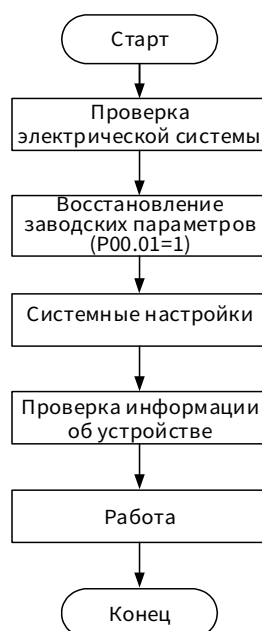 Старт
Проверка
электрической системы
Восстановление
заводских параметров
(P00.01=1)
Системные настройки
Проверка информации
об устройстве
Работа
Конец